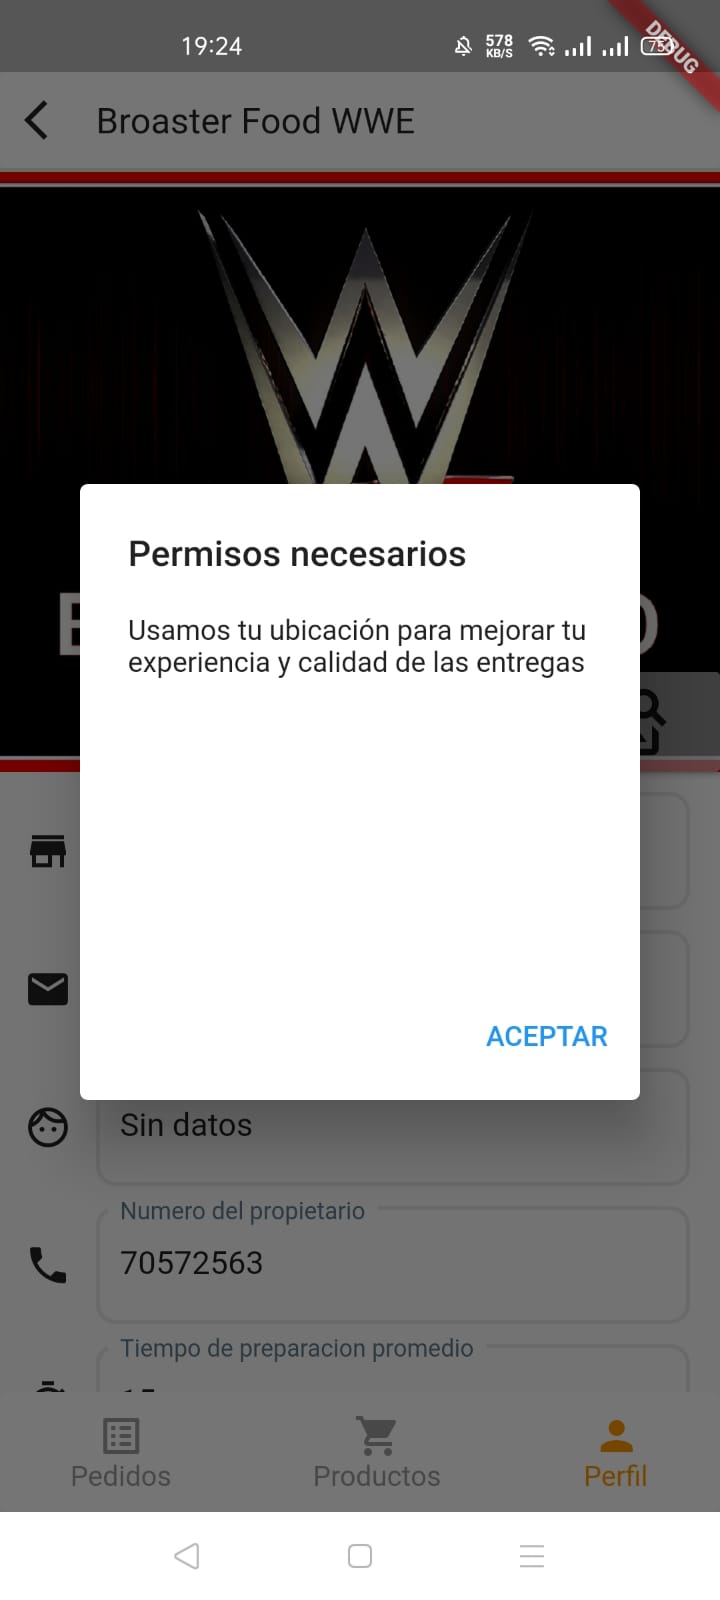 19:24
578
KB/S
DEBUG
Broaster Food WWE
Permisos necesarios
Usamos tu ubicación para mejorar tu
experiencia y calidad de las entregas
ACEPTAR
Sin datos
Numero del propietario
70572563
Tiempo de preparacion promedio
Pedidos
Productos
Perfil